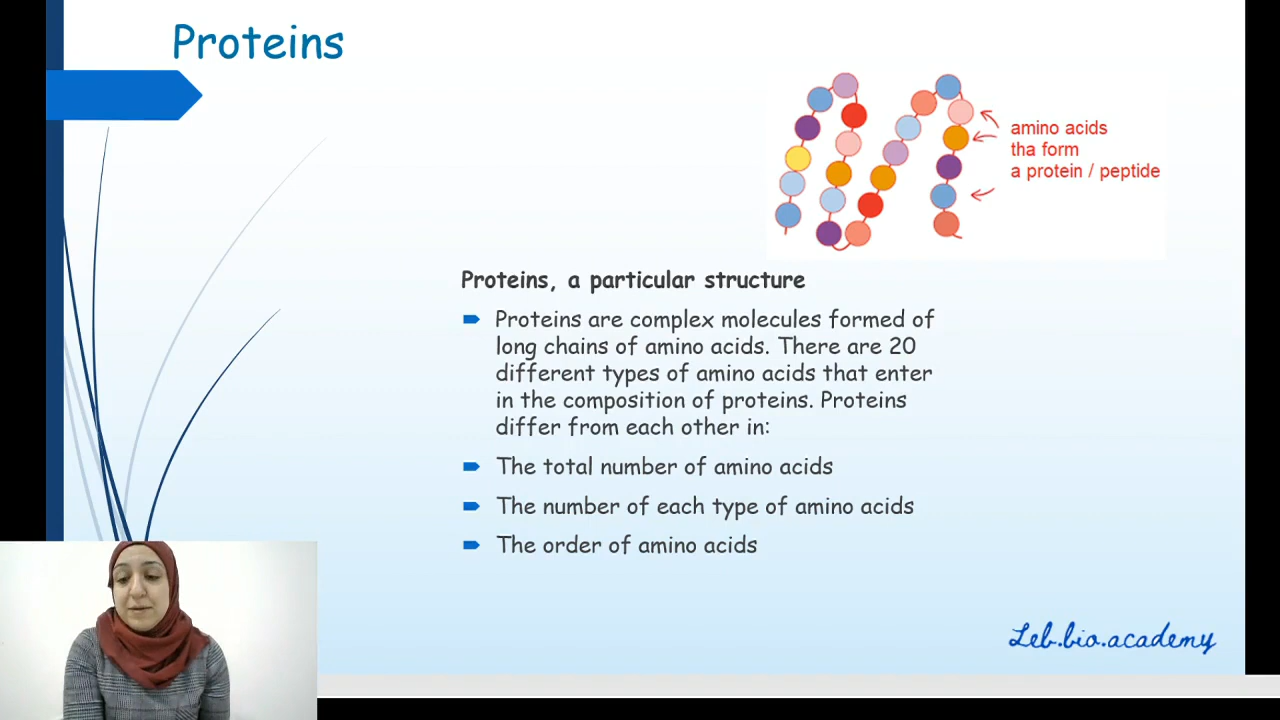 Proteins
amino acids
tha form
a protein / peptide
Proteins, a particular structure
Proteins are complex molecules formed of
long chains of amino acids. There are 20
different types of amino acids that enter
in the composition of proteins. Proteins
differ from each other in:
The total number of amino acids
The number of each type of amino acids
The order of amino acids
Leb.bio.academy